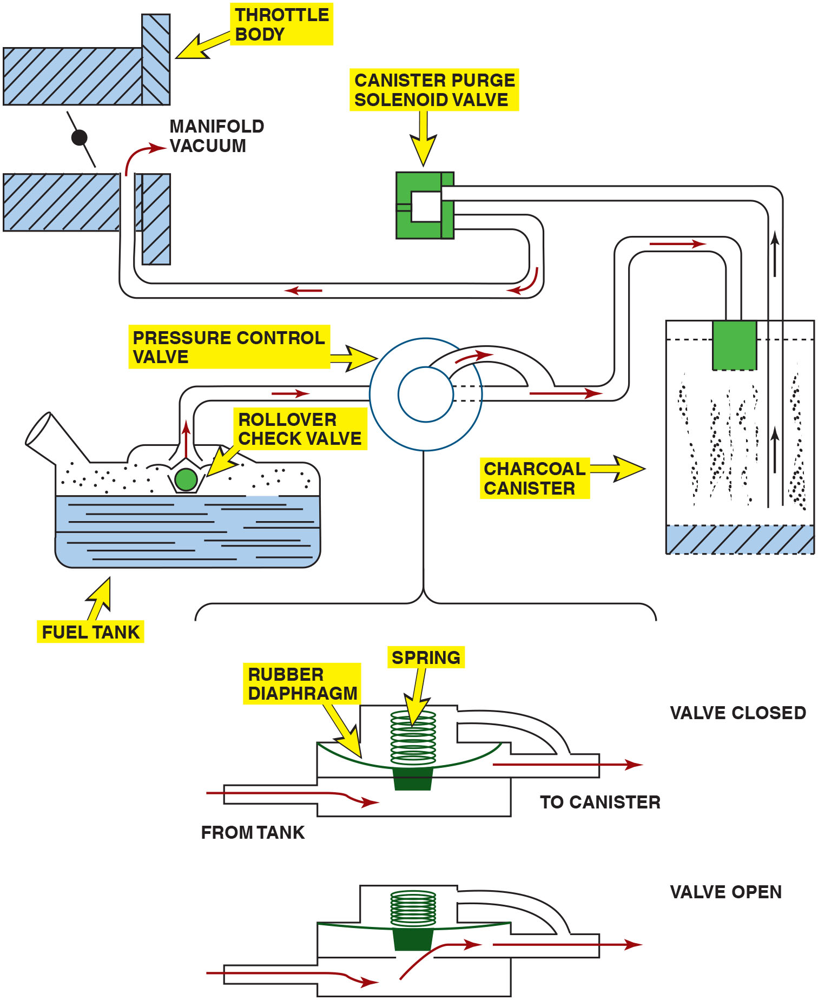 THROTTLE
BODY
CANISTER PURGE
SOLENOID VALVE
MANIFOLD
VACUUM
PRESSURE CONTROL
VALVE
ROLLOVER
CHECK VALVE
CHARCOAL
CANISTER
FUEL TANK
SPRING
RUBBER
DIAPHRAGM
VALVE CLOSED
TO CANISTER
FROM TANK
VALVE OPEN